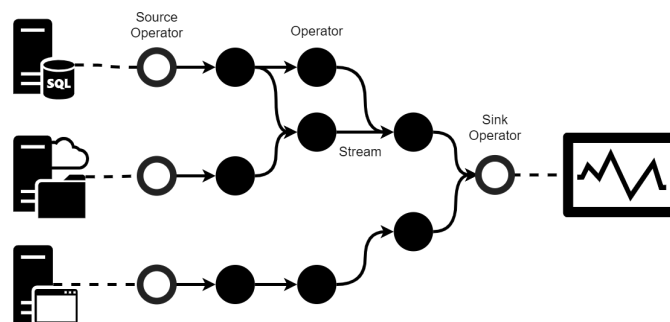 Source
Operator
Operator
SQL
Stream
Sink
Operator